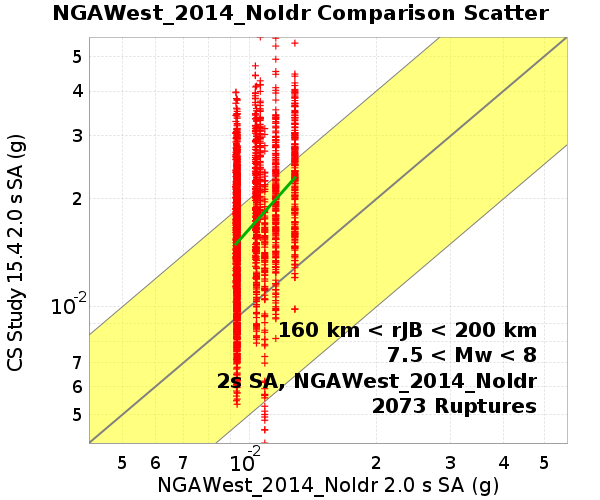 NGAWest_2014_NoIdr Comparison Scatter
CS Study 15.4 2.0 s SA (g)
5
4
3
2
10-2
7
6
5
160 km < rJB < 200 km
7.5 < Mw < 8
2s SA, NGAWest_2014_NoIdr
2073 Ruptures
5 6 7 10-2 2 3 4 5
NGAWest_2014_NoIdr 2.0 s SA (g)